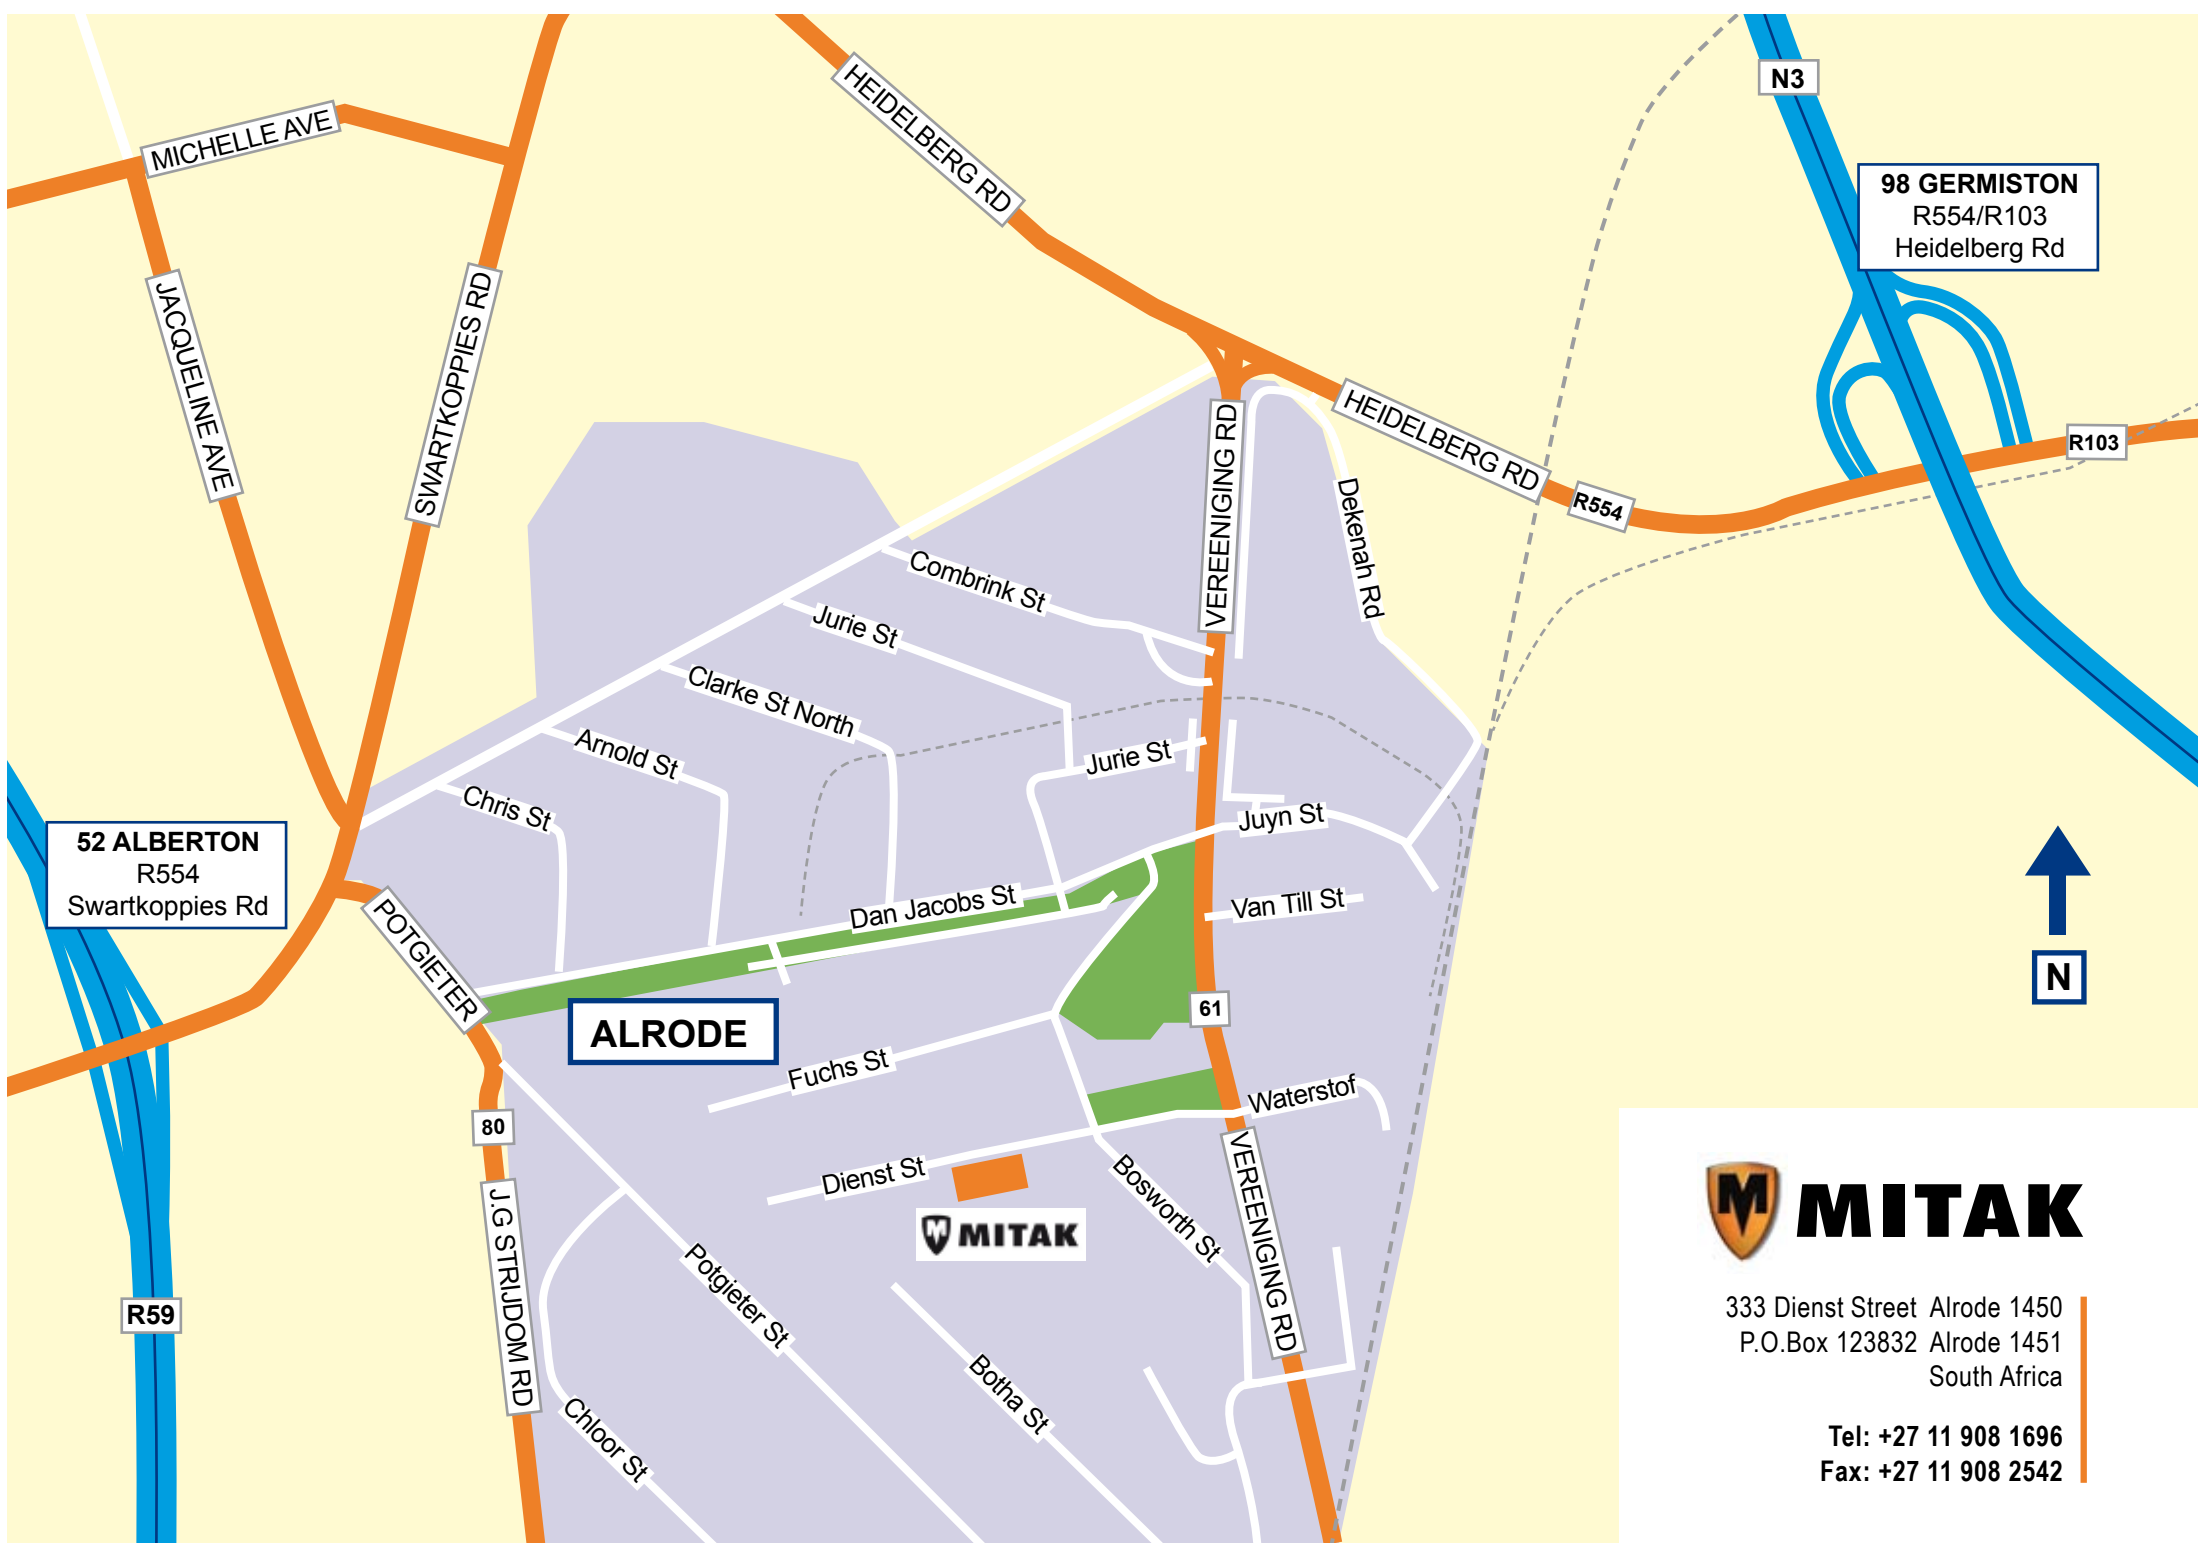 N3
HEIDELBERG RD
MICHELLE AVE
98 GERMISTON
R554/R103
Heidelberg Rd
JACQUELINE AVE
SWARTKOPPIES RD
HEIDELBERG RD
R554
R103
VEREENIGING RD
Dekenah Rd
Combrink St
Jurie St
Clarke St North
Arnold St
Jurie St
Chris St
Juyn St
52 ALBERTON
R554
Swartkoppies Rd
Dan Jacobs St
Van Till St
POTGIETER
N
61
ALRODE
Fuchs St
Waterstof
80
Dienst St
Bosworth St
VEREENIGING RD
J.G STRIJDOM RD
M MITAK
Potgieter St
R59
Botha St
Chloor St
M MITAK
333 Dienst Street Alrode 1450
P.O.Box 123832 Alrode 1451
South Africa
Tel: +27 11 908 1696
Fax: +27 11 908 2542